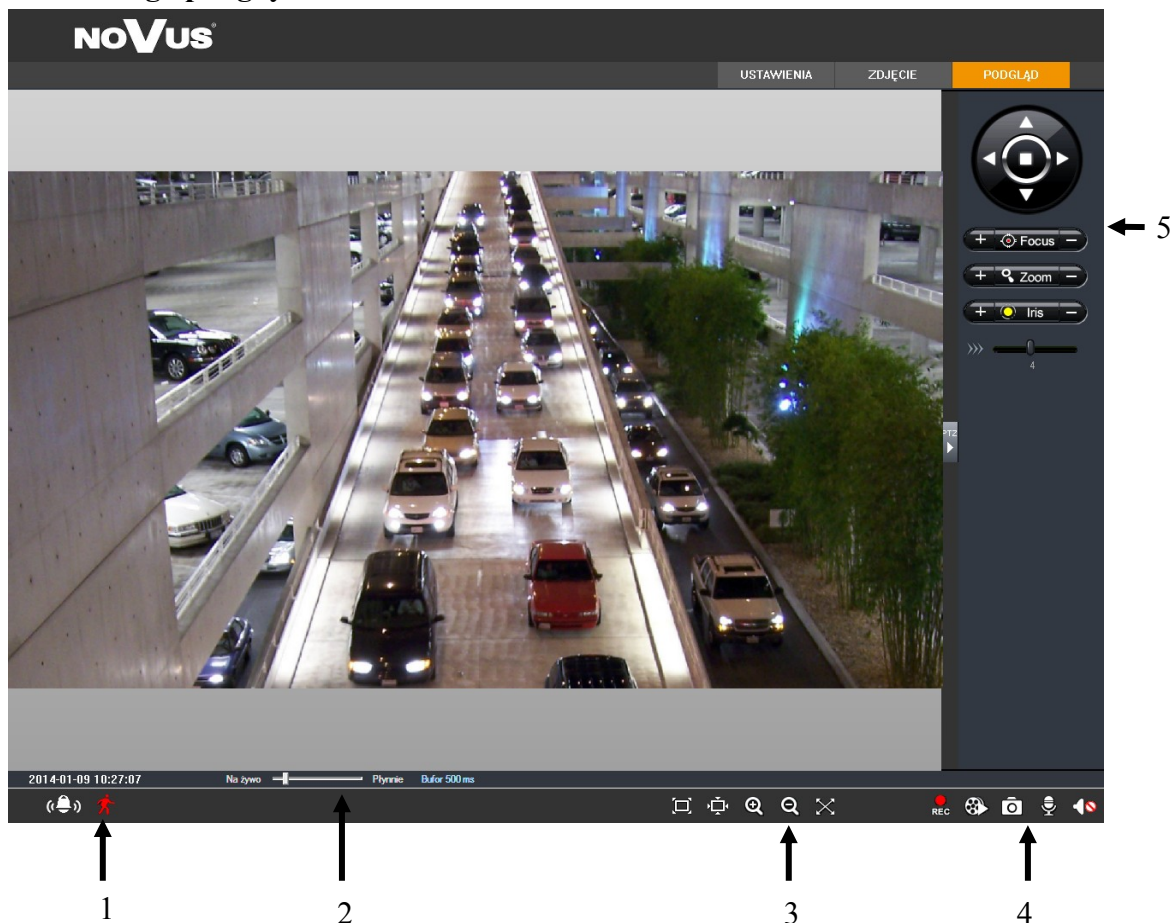 NOVUS®
USTAWIENIA ZDJĘCIE PODGLĄD
5
+ Focus −
+ Zoom −
+ Iris −
4
PTZ
2014-01-09 10:27:07 Na żywo Płynnie Bufor 500 ms
REC
1 2 3 4